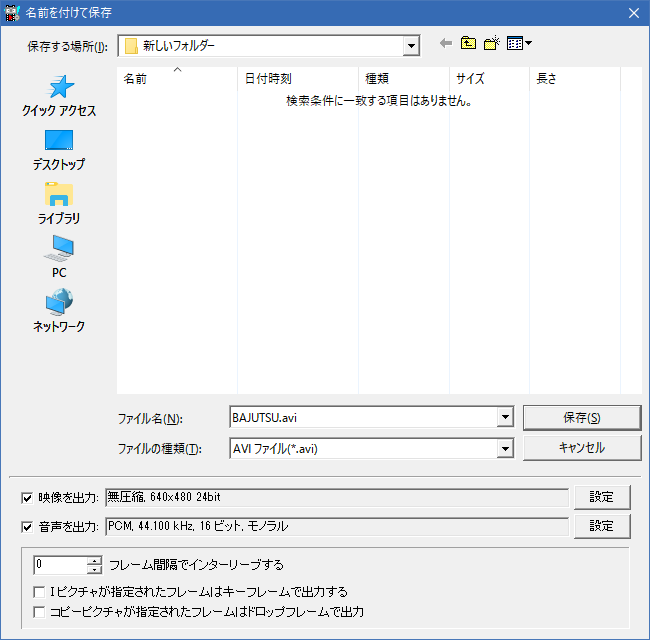 名前を付けて保存
保存する場所(I): 新しいフォルダー
名前 日付時刻 種類 サイズ 長さ
検索条件に一致する項目はありません。
クイック アクセス
デスクトップ
ライブラリ
PC
ネットワーク
ファイル名(N): BAJUTSU.avi 保存(S)
ファイルの種類(T): AVI ファイル(*.avi) キャンセル
映像を出力: 無圧縮, 640x480 24bit 設定
音声を出力: PCM, 44.100 kHz, 16 ビット, モノラル 設定
0 フレーム間隔でインターリーブする
I ピクチャが指定されたフレームはキーフレームで出力する
コピーピクチャが指定されたフレームはドロップフレームで出力